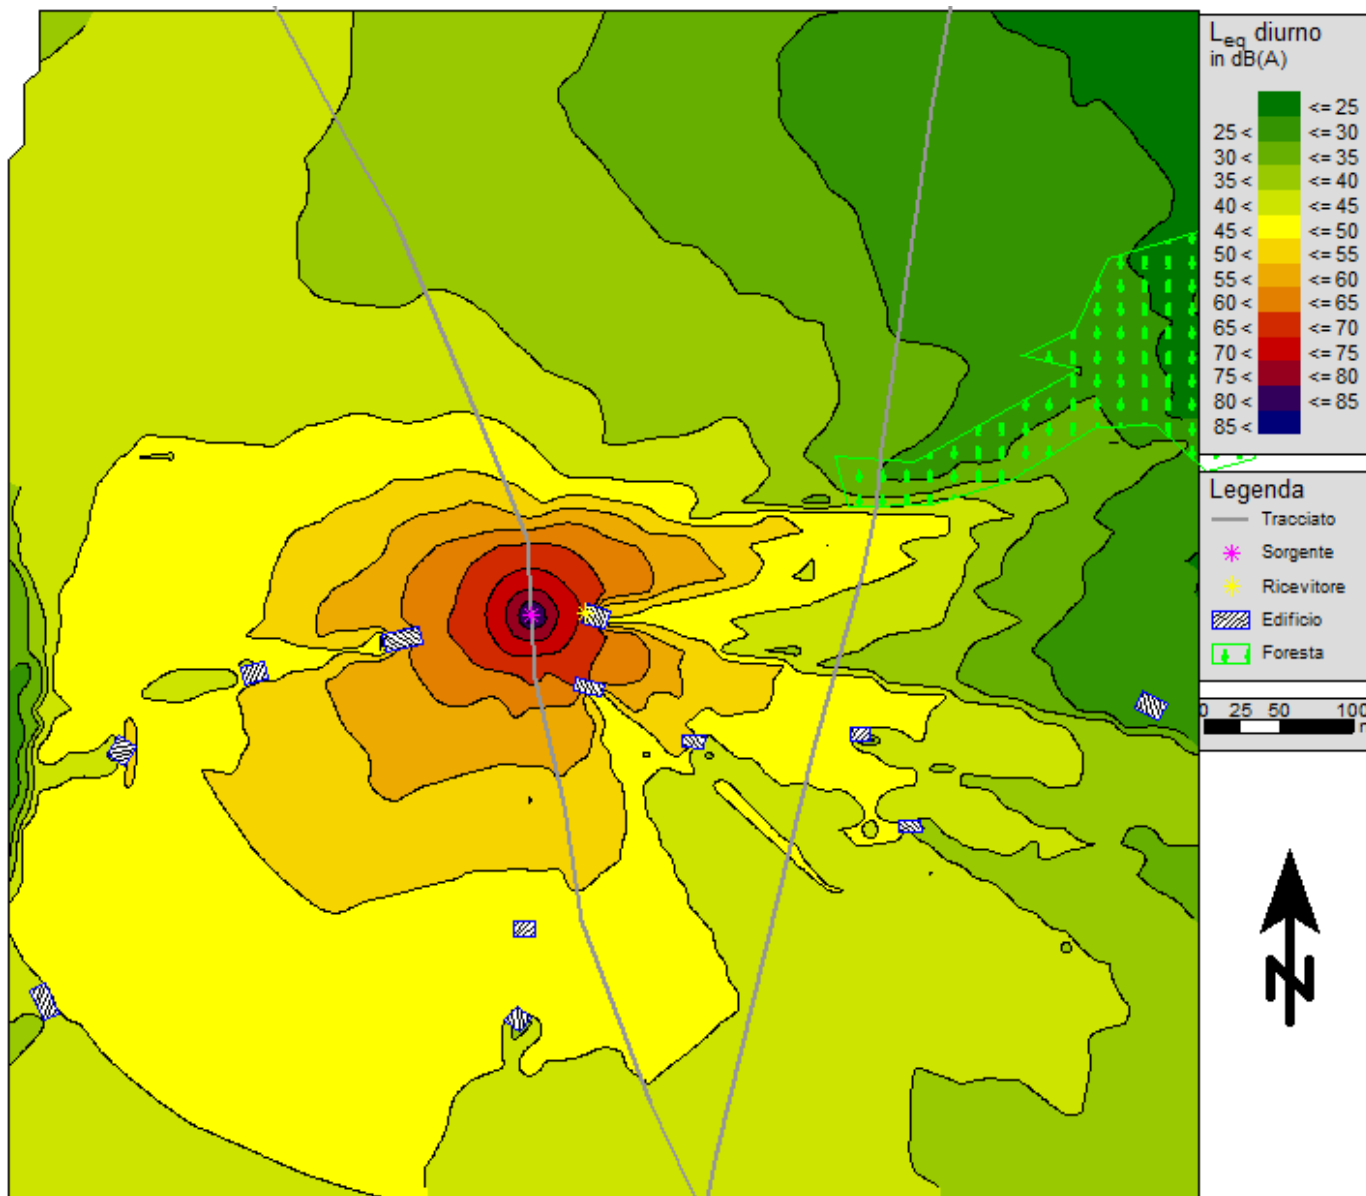 Leq diurno
in dB(A)
<= 25
25 < <= 30
30 < <= 35
35 < <= 40
40 < <= 45
45 < <= 50
50 < <= 55
55 < <= 60
60 < <= 65
65 < <= 70
70 < <= 75
75 < <= 80
80 < <= 85
85 <
Legenda
Tracciato
Sorgente
Ricevitore
Edificio
Foresta
0 25 50 100
N